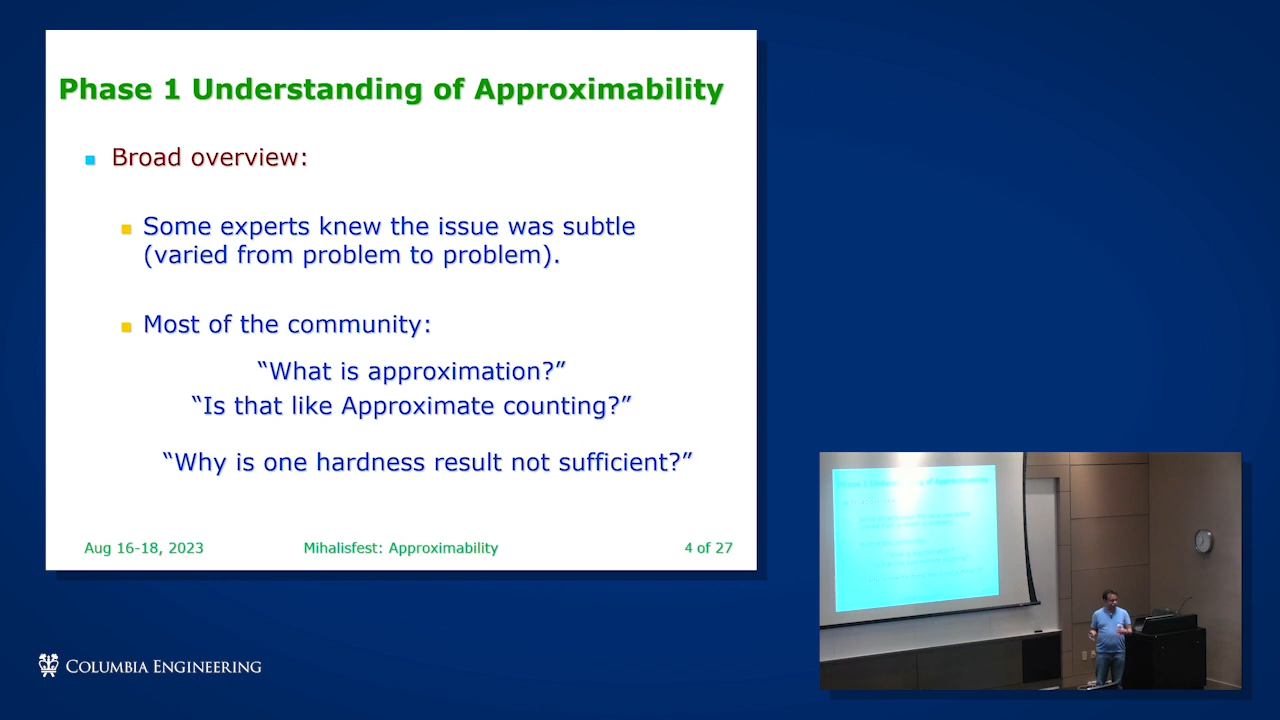 Phase 1 Understanding of Approximability
Broad overview:
Some experts knew the issue was subtle
(varied from problem to problem).
Most of the community:
“What is approximation?”
“Is that like Approximate counting?”
“Why is one hardness result not sufficient?”
Aug 16-18, 2023
Mihalisfest: Approximability
4 of 27
COLUMBIA ENGINEERING